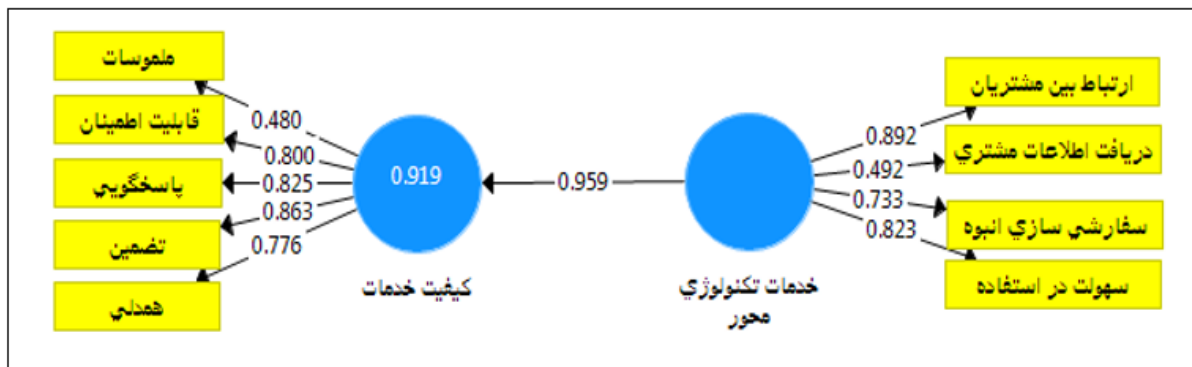 ملموسات
قابليت اطمينان
پاسخگويي
تضمين
همدلي
0.480
0.800
0.825
0.863
0.776
0.919
كيفيت خدمات
0.959
خدمات تكنولوژي
محور
0.892
0.492
0.733
0.823
ارتباط بين مشتريان
دريافت اطلاعات مشتري
سفارشي سازي انبوه
سهولت در استفاده